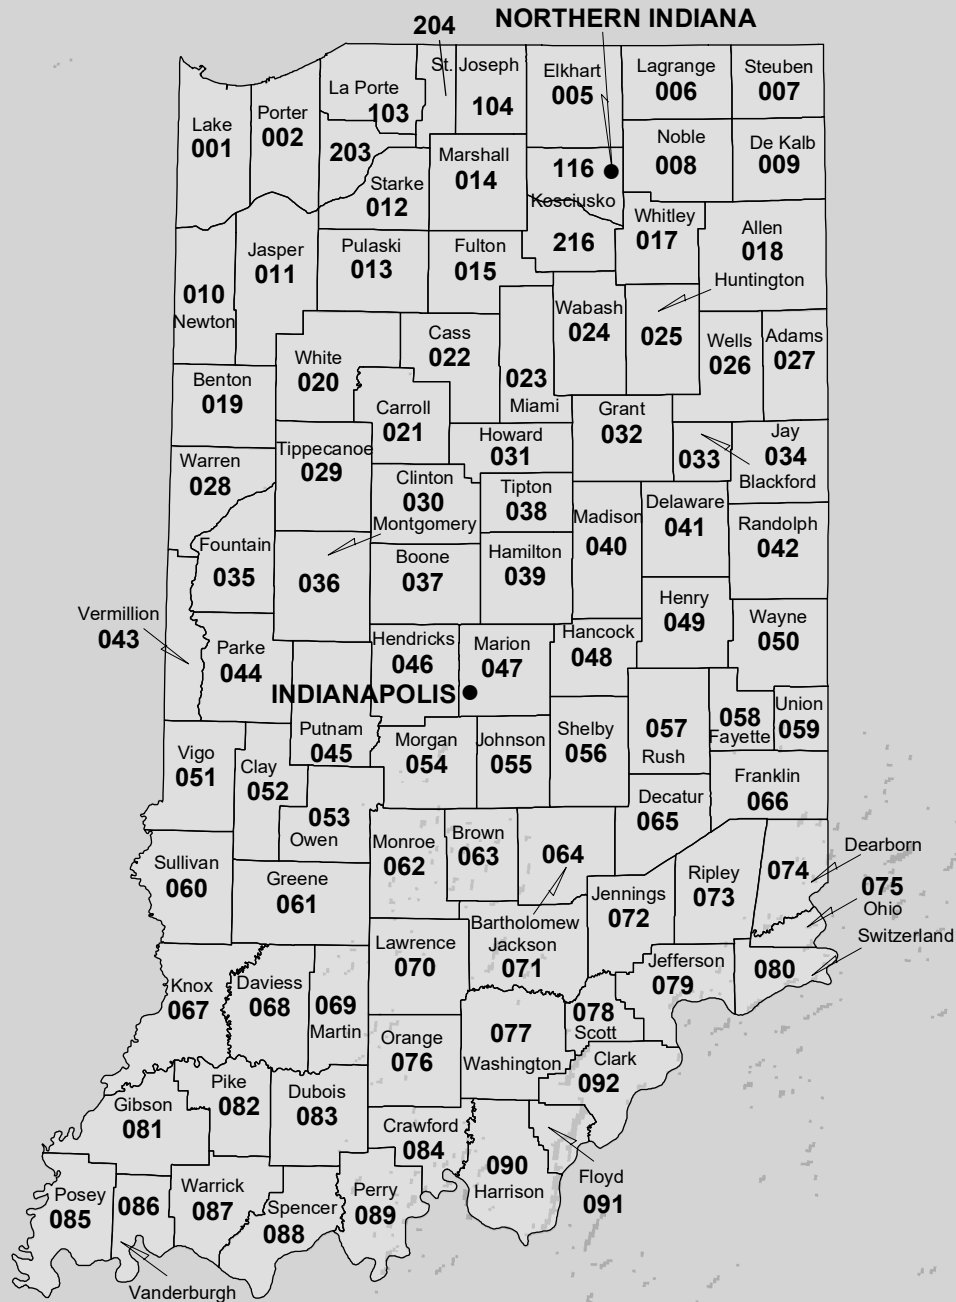 204
NORTHERN INDIANA
St. Joseph
104
Elkhart
005
Lagrange
006
Steuben
007
La Porte
103
Porter
002
Lake
001
203
Marshall
014
Noble
008
De Kalb
009
116
Kosciusko
216
Starke
012
Whitley
017
Allen
018
Jasper
011
Pulaski
013
Fulton
015
Huntington
025
010
Newton
Wabash
024
Cass
022
Wells
026
Adams
027
White
020
023
Miami
Benton
019
Carroll
021
Grant
032
Howard
031
Jay
034
033
Blackford
Tippecanoe
029
Warren
028
Clinton
030
Tipton
038
Delaware
041
Madison
040
Randolph
042
Montgomery
036
Fountain
035
Boone
037
Hamilton
039
Henry
049
Vermillion
043
Wayne
050
Hendricks
046
Marion
047
Hancock
048
Parke
044
INDIANAPOLIS
Putnam
045
057
Rush
058
Fayette
Union
059
Vigo
051
Clay
052
Morgan
054
Johnson
055
Shelby
056
Franklin
066
053
Owen
Decatur
065
Monroe
062
Brown
063
064
Bartholomew
Dearborn
074
075
Ohio
Sullivan
060
Greene
061
Jennings
072
Ripley
073
Switzerland
080
Lawrence
070
Jackson
071
Jefferson
079
Knox
067
Daviess
068
069
Martin
078
Scott
077
Washington
Orange
076
Clark
092
Pike
082
Dubois
083
Gibson
081
Crawford
084
090
Harrison
Floyd
091
Posey
085
086
Vanderburgh
Warrick
087
Spencer
088
Perry
089